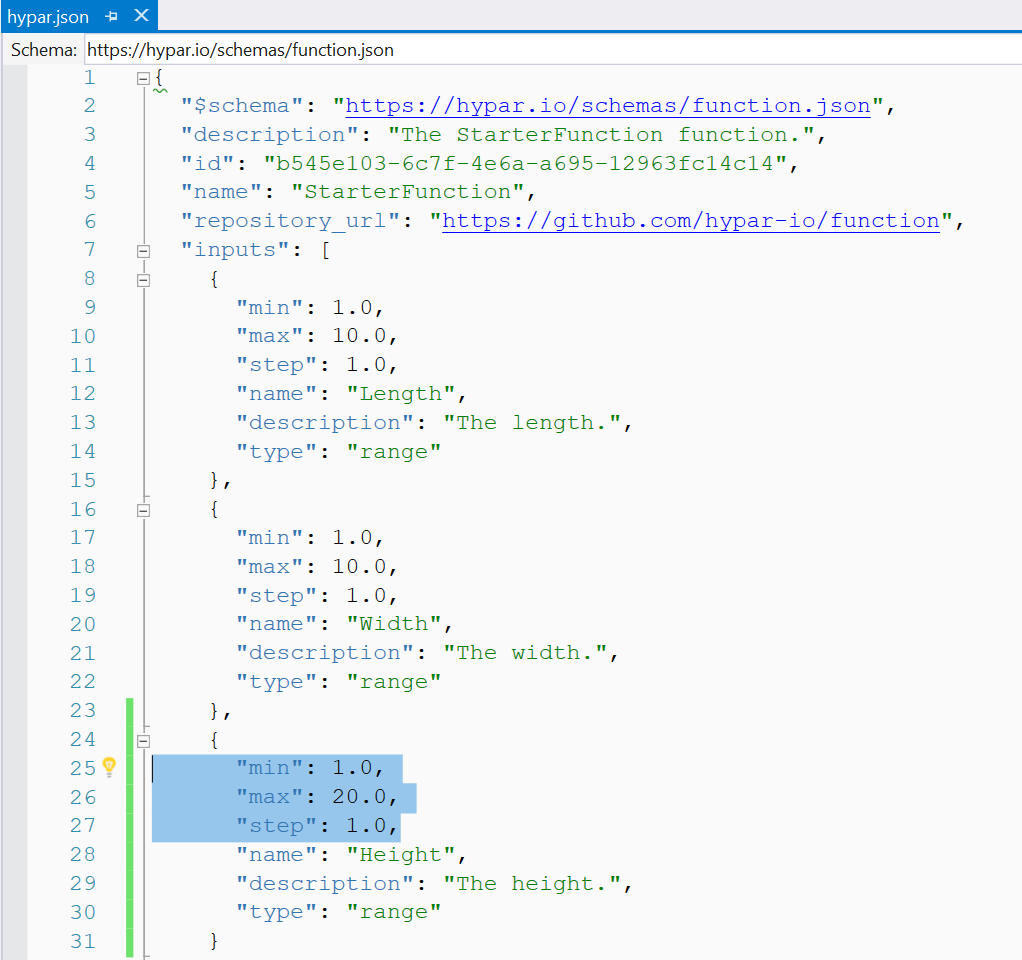 hypar.json
Schema: https://hypar.io/schemas/function.json
1 {
2 "$schema": "https://hypar.io/schemas/function.json",
3 "description": "The StarterFunction function.",
4 "id": "b545e103-6c7f-4e6a-a695-12963fc14c14",
5 "name": "StarterFunction",
6 "repository_url": "https://github.com/hypar-io/function",
7 "inputs": [
8 {
9 "min": 1.0,
10 "max": 10.0,
11 "step": 1.0,
12 "name": "Length",
13 "description": "The length.",
14 "type": "range"
15 },
16 {
17 "min": 1.0,
18 "max": 10.0,
19 "step": 1.0,
20 "name": "Width",
21 "description": "The width.",
22 "type": "range"
23 },
24 {
25 "min": 1.0,
26 "max": 20.0,
27 "step": 1.0,
28 "name": "Height",
29 "description": "The height.",
30 "type": "range"
31 }